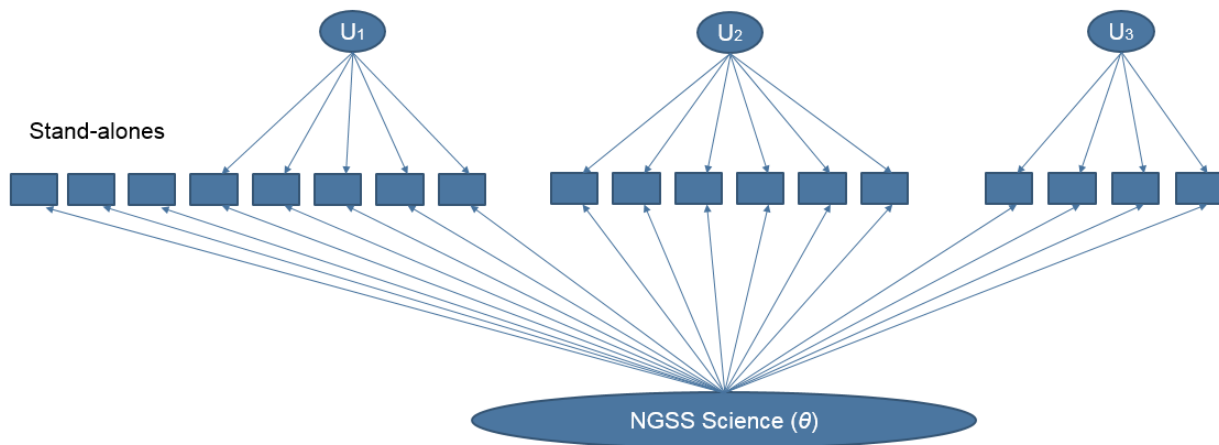 U₁
U₂
U₃
Stand-alones
NGSS Science (θ)